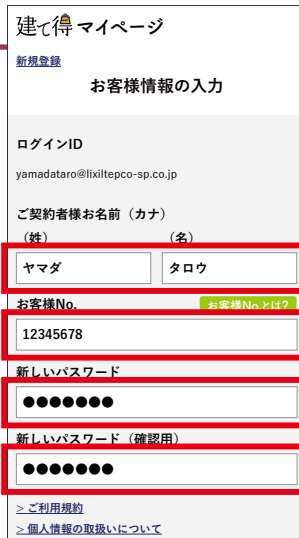 建て得 マイページ
新規登録
お客様情報の入力
ログインID
yamadataro@lixiltepco-sp.co.jp
ご契約者様お名前（カナ）
（姓） （名）
ヤマダ タロウ
お客様No. お客様No.とは?
12345678
新しいパスワード
●●●●●●●
新しいパスワード（確認用）
●●●●●●●
> ご利用規約
> 個人情報の取扱いについて